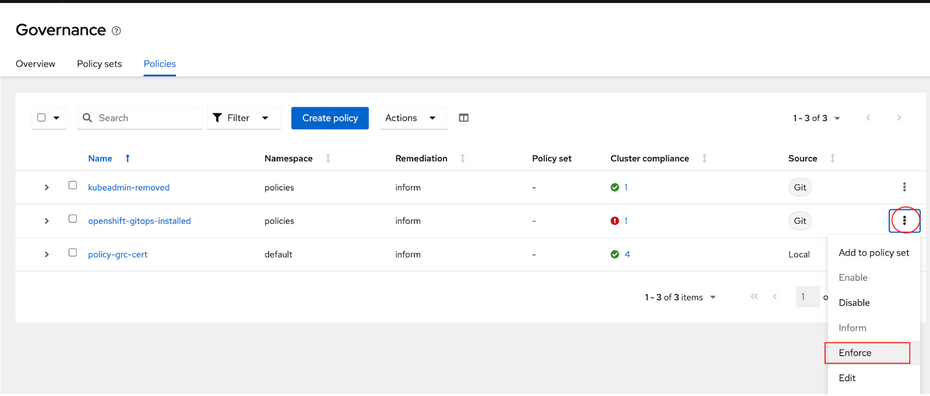 Governance
Overview Policy sets Policies
Search Filter Create policy Actions 1 - 3 of 3
Name Namespace Remediation Policy set Cluster compliance Source
kubeadmin-removed policies inform - 1 Git
openshift-gitops-installed policies inform - 1 Git
policy-grc-cert default inform - 4 Local
Add to policy set
Enable
1 - 3 of 3 items 1 o
Disable
Inform
Enforce
Edit